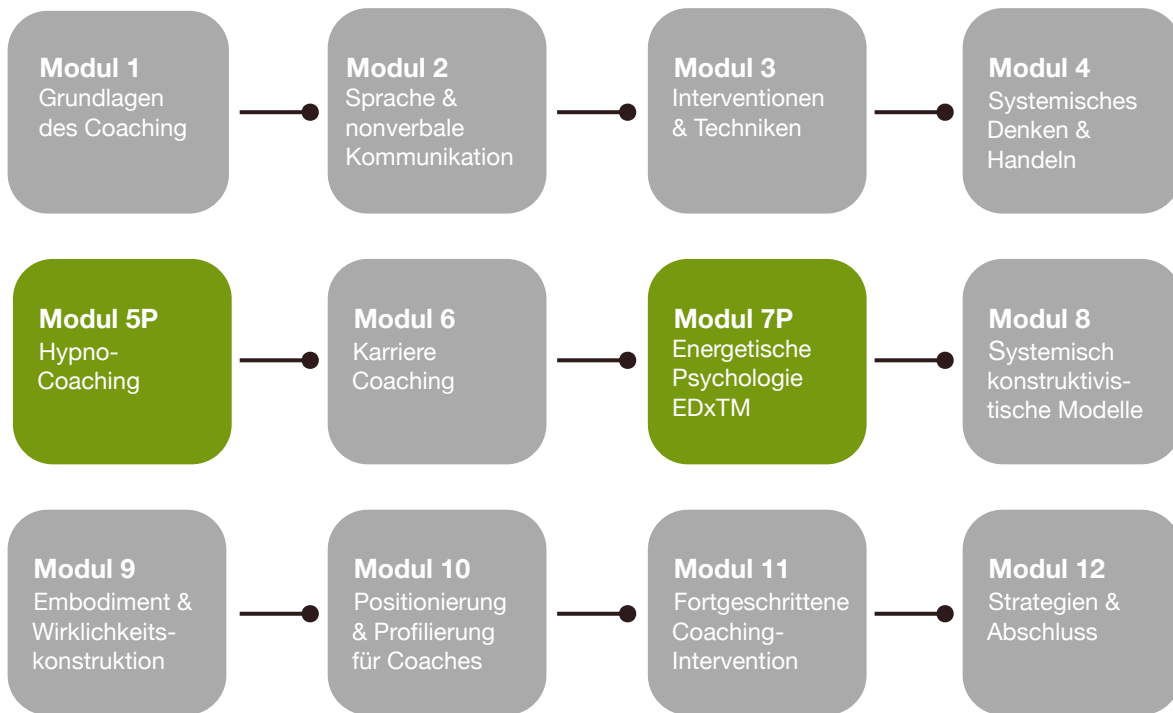 Modul 1
Grundlagen
des Coaching
Modul 2
Sprache &
nonverbale
Kommunikation
Modul 3
Interventionen
& Techniken
Modul 4
Systemisches
Denken &
Handeln
Modul 5P
Hypno-
Coaching
Modul 6
Karriere
Coaching
Modul 7P
Energetische
Psychologie
EDxTM
Modul 8
Systemisch
konstruktivis-
tische Modelle
Modul 9
Embodiment &
Wirklichkeits-
konstruktion
Modul 10
Positionierung
& Profilierung
für Coaches
Modul 11
Fortgeschrittene
Coaching-
Intervention
Modul 12
Strategien &
Abschluss